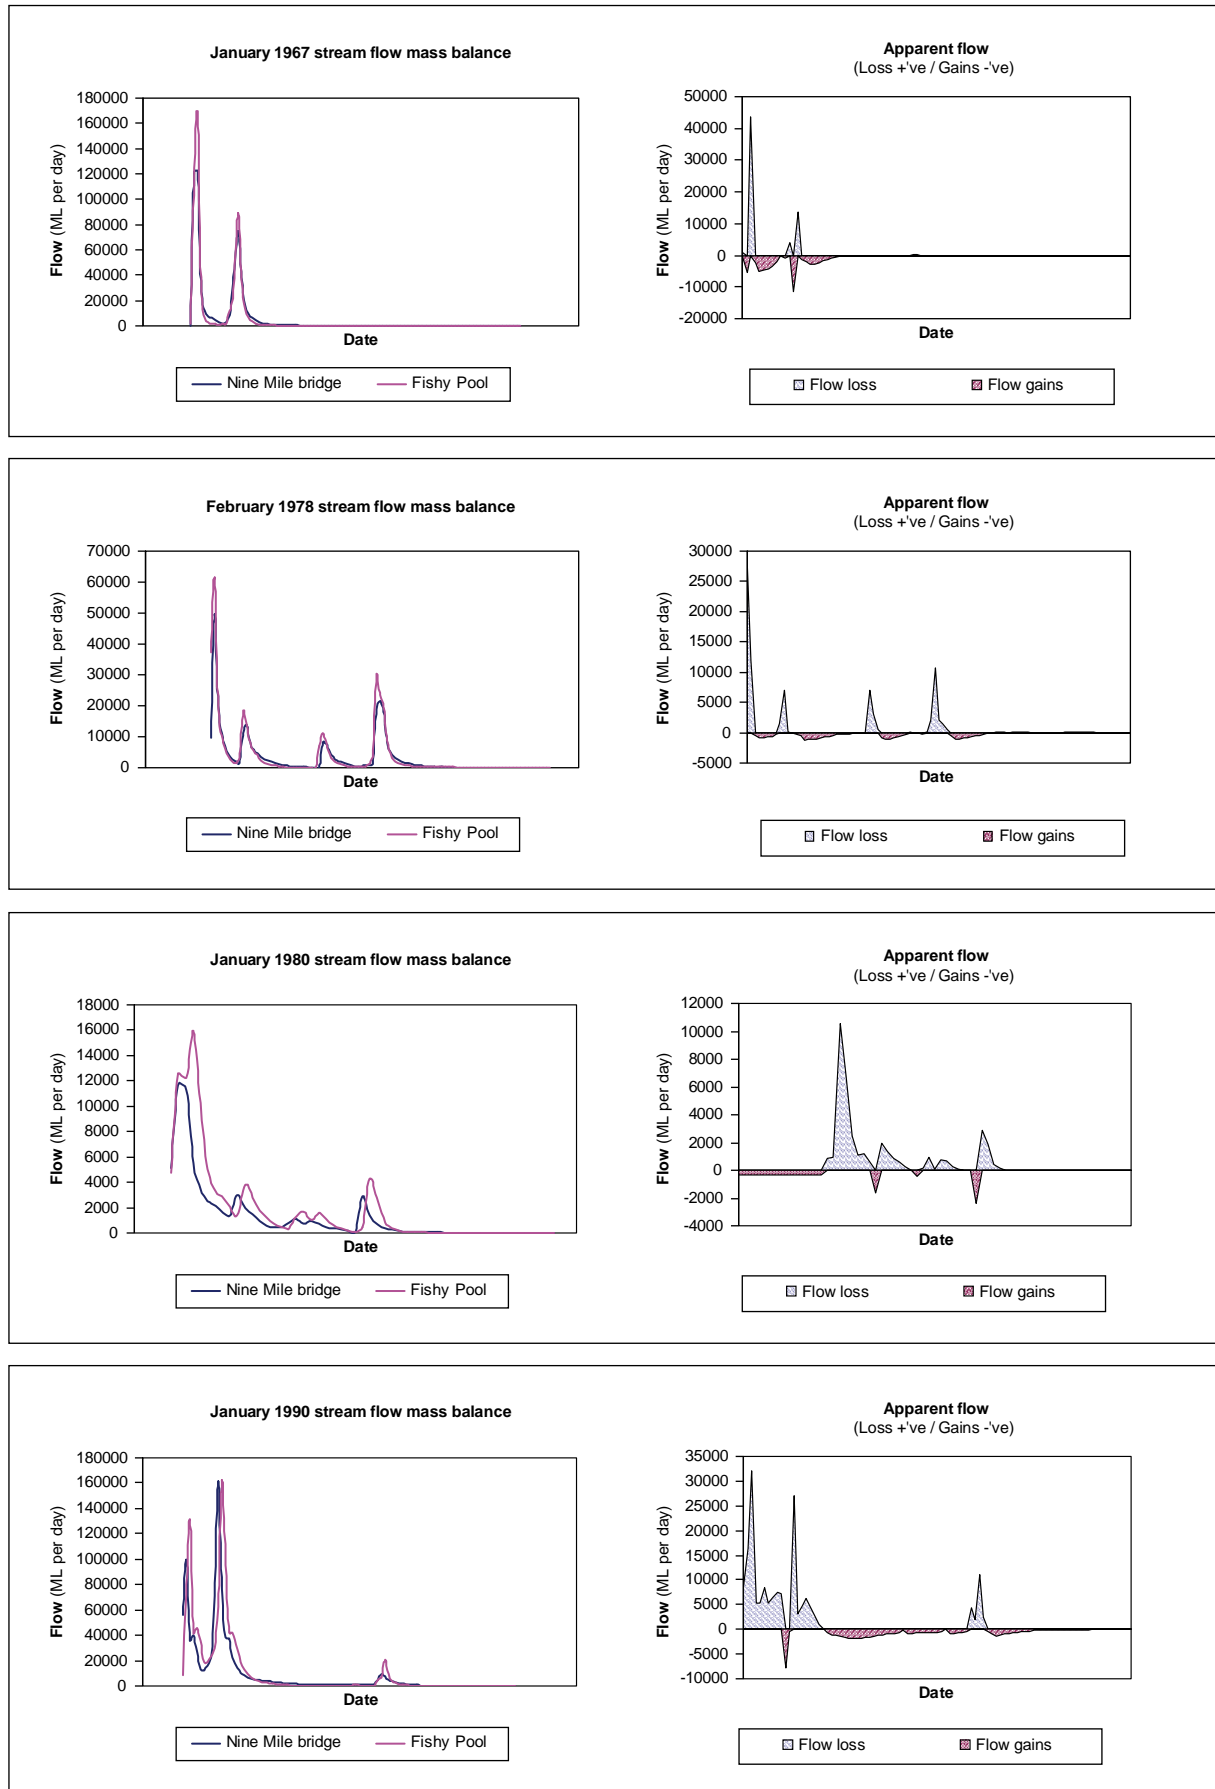 January 1967 stream flow mass balance
180000
160000
140000
120000
100000
80000
60000
40000
20000
0
Flow (ML per day)
Date
Nine Mile bridge
Fishy Pool
Apparent flow
(Loss +'ve / Gains -'ve)
50000
40000
30000
20000
10000
0
-10000
-20000
Flow (ML per day)
Date
Flow loss
Flow gains
February 1978 stream flow mass balance
70000
60000
50000
40000
30000
20000
10000
0
Flow (ML per day)
Date
Nine Mile bridge
Fishy Pool
Apparent flow
(Loss +'ve / Gains -'ve)
30000
25000
20000
15000
10000
5000
0
-5000
Flow (ML per day)
Date
Flow loss
Flow gains
January 1980 stream flow mass balance
18000
16000
14000
12000
10000
8000
6000
4000
2000
0
Flow (ML per day)
Date
Nine Mile bridge
Fishy Pool
Apparent flow
(Loss +'ve / Gains -'ve)
12000
10000
8000
6000
4000
2000
0
-2000
-4000
Flow (ML per day)
Date
Flow loss
Flow gains
January 1990 stream flow mass balance
180000
160000
140000
120000
100000
80000
60000
40000
20000
0
Flow (ML per day)
Date
Nine Mile bridge
Fishy Pool
Apparent flow
(Loss +'ve / Gains -'ve)
35000
30000
25000
20000
15000
10000
5000
0
-5000
-10000
Flow (ML per day)
Date
Flow loss
Flow gains